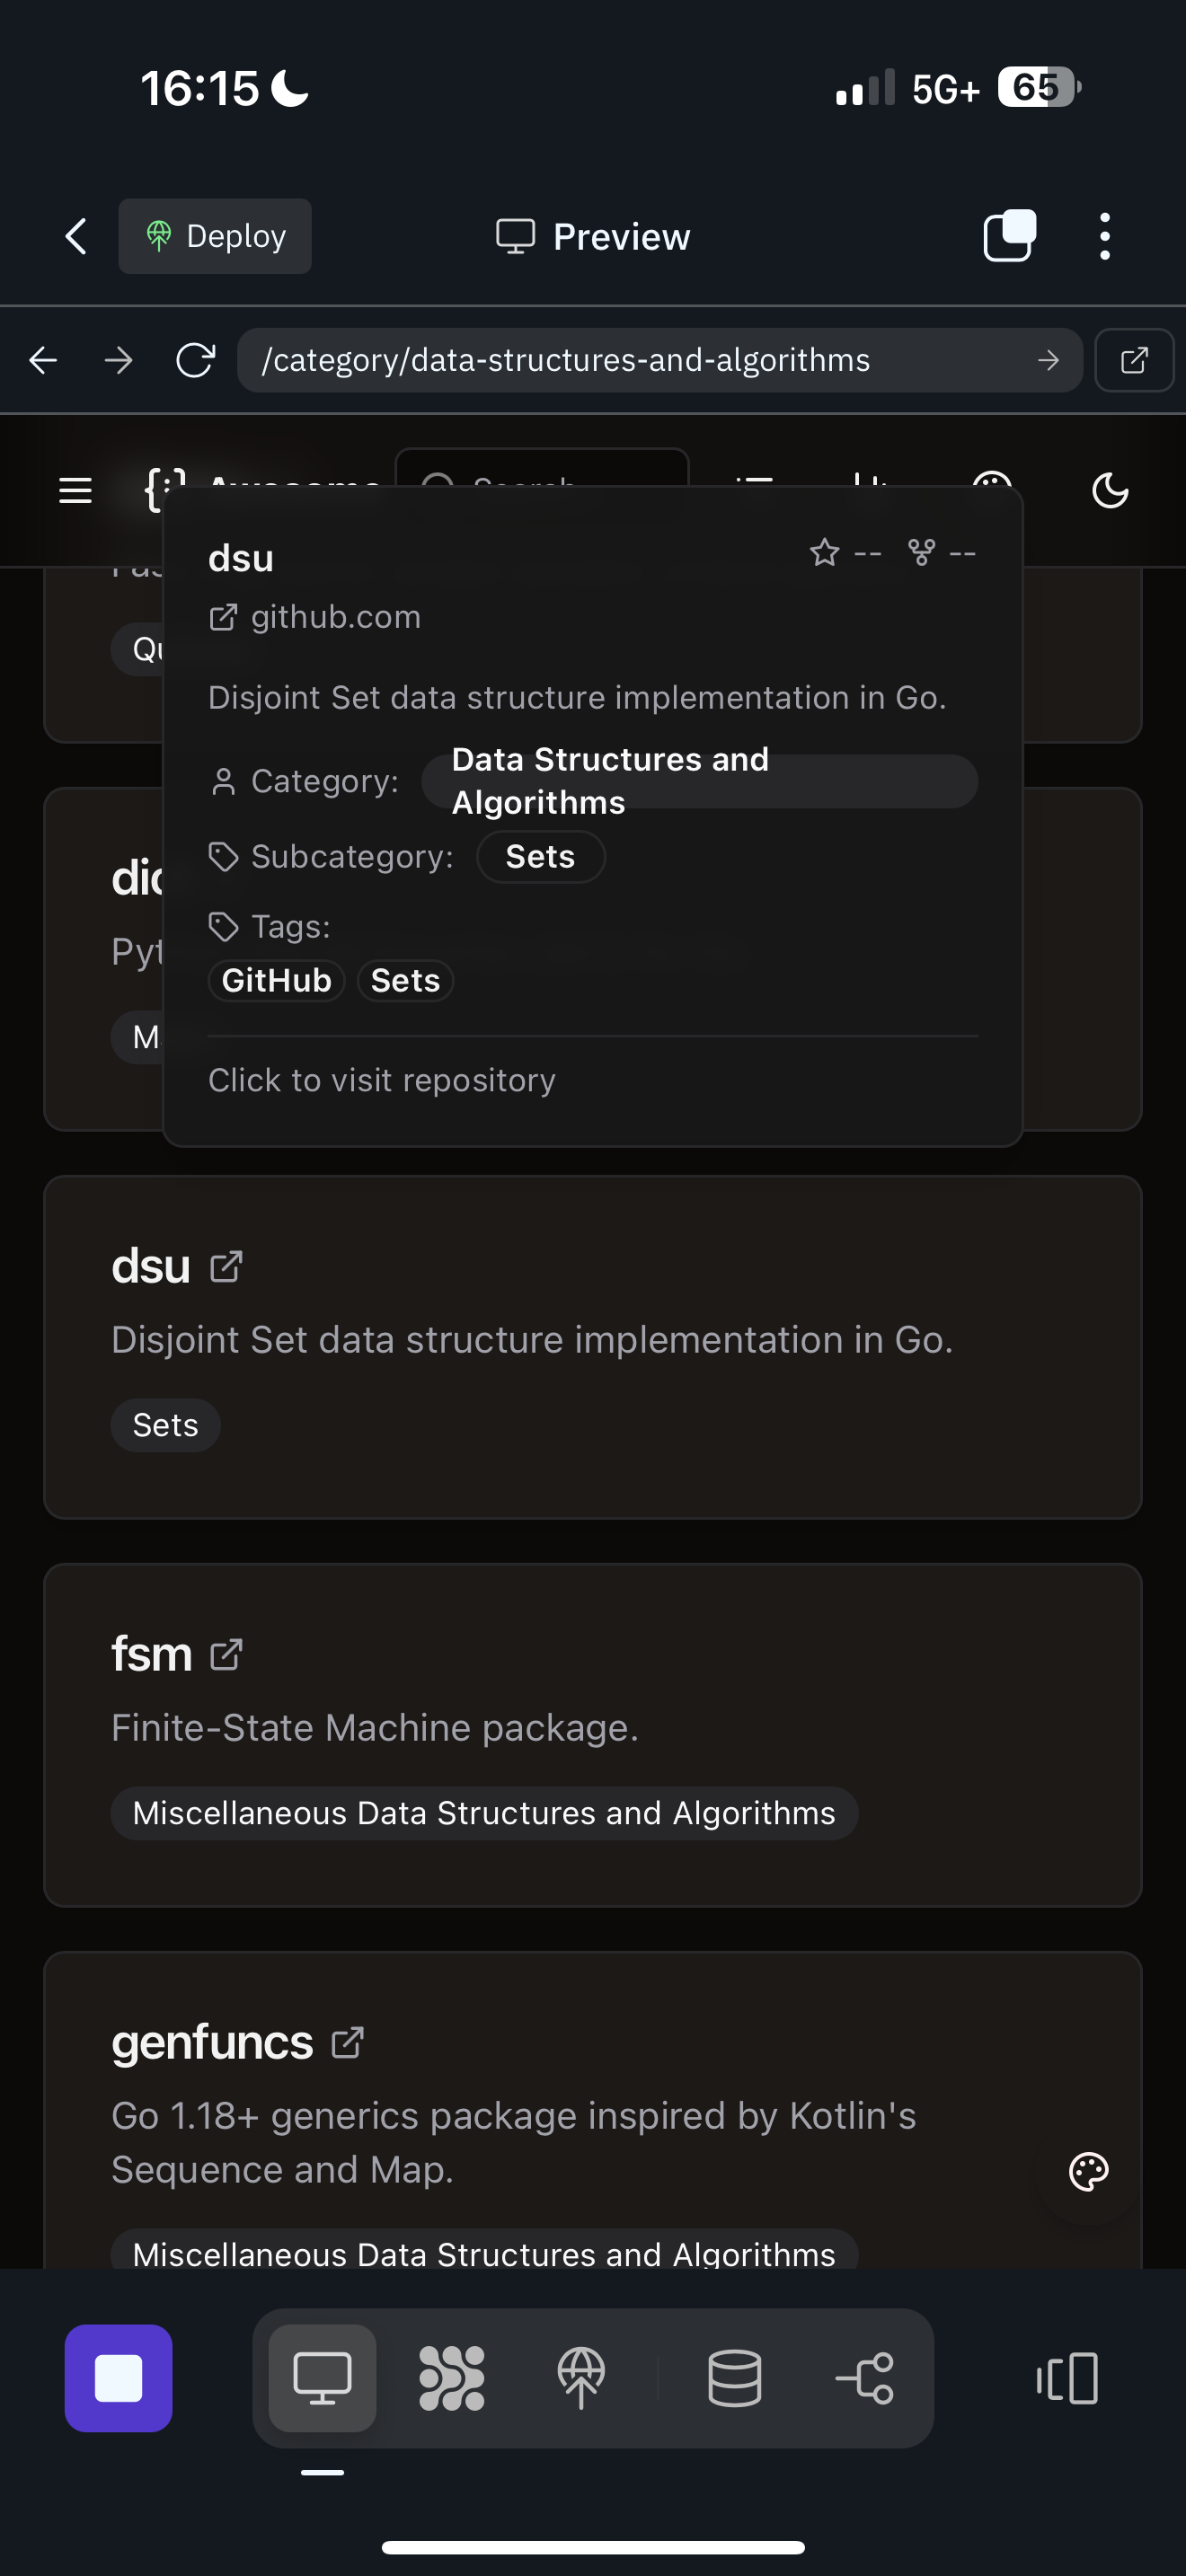 16:15
5G+
65
Deploy
Preview
/category/data-structures-and-algorithms
dsu
-- --
github.com
Qu
Disjoint Set data structure implementation in Go.
Category:
Data Structures and
Algorithms
Subcategory:
Sets
Tags:
Pyt
GitHub
Sets
M
Click to visit repository
dsu
Disjoint Set data structure implementation in Go.
Sets
fsm
Finite-State Machine package.
Miscellaneous Data Structures and Algorithms
genfuncs
Go 1.18+ generics package inspired by Kotlin's
Sequence and Map.
Miscellaneous Data Structures and Algorithms